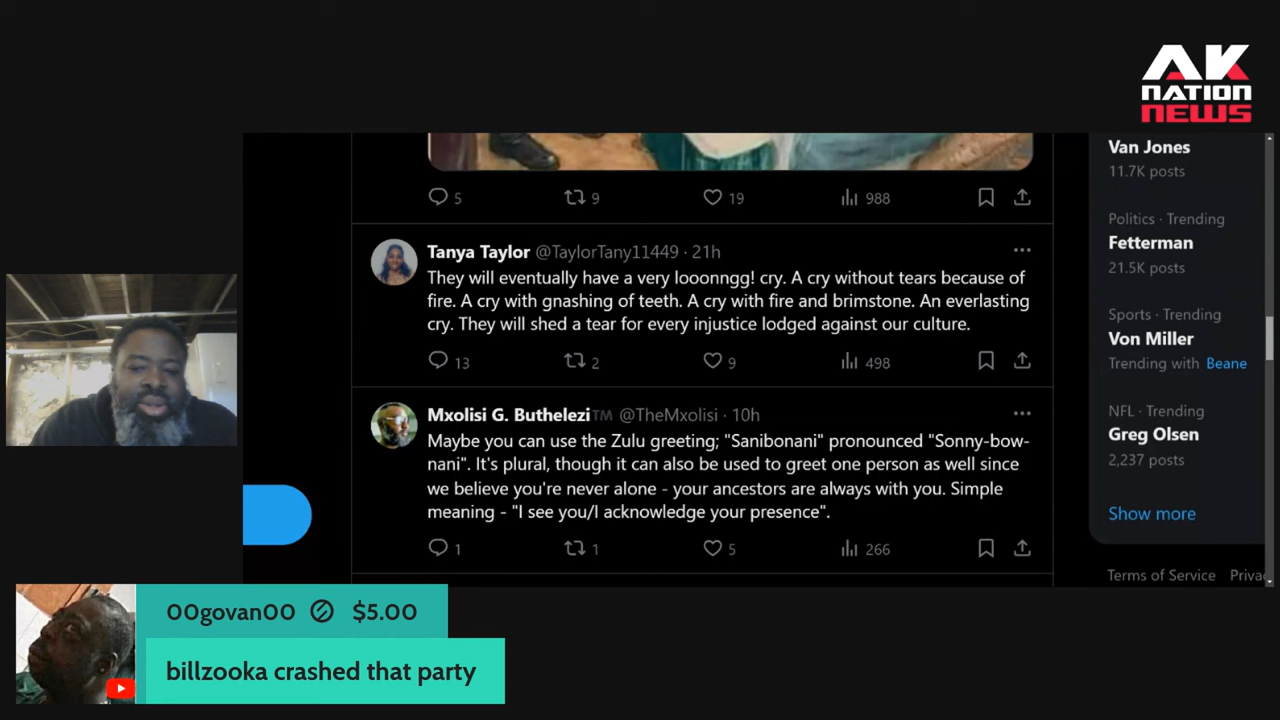 AK
NATION
NEWS
5 9 19 988
Tanya Taylor @TaylorTany11449 · 21h
They will eventually have a very looonngg! cry. A cry without tears because of
fire. A cry with gnashing of teeth. A cry with fire and brimstone. An everlasting
cry. They will shed a tear for every injustice lodged against our culture.
13 2 9 498
Mxolisi G. Buthelezi™ @TheMxolisi · 10h
Maybe you can use the Zulu greeting; "Sanibonani" pronounced "Sonny-bow-
nani". It's plural, though it can also be used to greet one person as well since
we believe you're never alone - your ancestors are always with you. Simple
meaning - "I see you/I acknowledge your presence".
1 1 5 266
Van Jones
11.7K posts
Politics · Trending
Fetterman
21.5K posts
Sports · Trending
Von Miller
Trending with Beane
NFL · Trending
Greg Olsen
2,237 posts
Show more
Terms of Service Priva
00govan00 $5.00
billzooka crashed that party